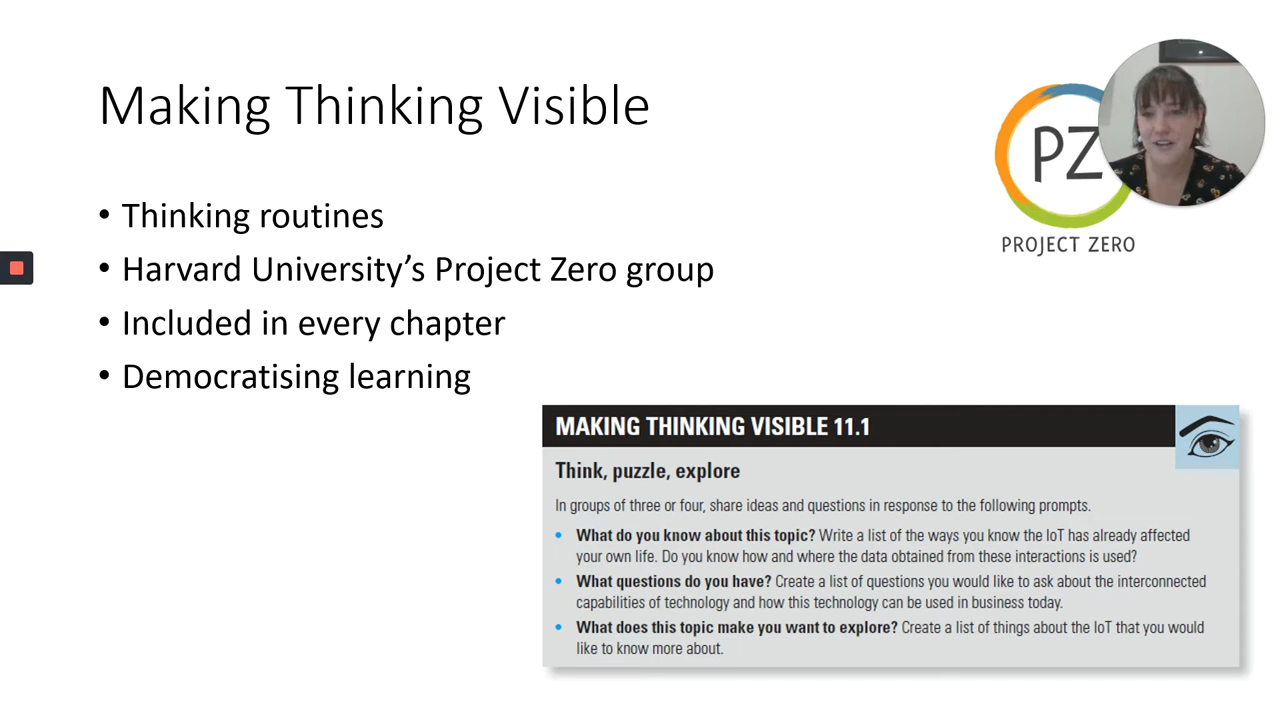 Making Thinking Visible
• Thinking routines
• Harvard University’s Project Zero group
• Included in every chapter
• Democratising learning
PZ
PROJECT ZERO
MAKING THINKING VISIBLE 11.1
Think, puzzle, explore
In groups of three or four, share ideas and questions in response to the following prompts.
• What do you know about this topic? Write a list of the ways you know the IoT has already affected
your own life. Do you know how and where the data obtained from these interactions is used?
• What questions do you have? Create a list of questions you would like to ask about the interconnected
capabilities of technology and how this technology can be used in business today.
• What does this topic make you want to explore? Create a list of things about the IoT that you would
like to know more about.